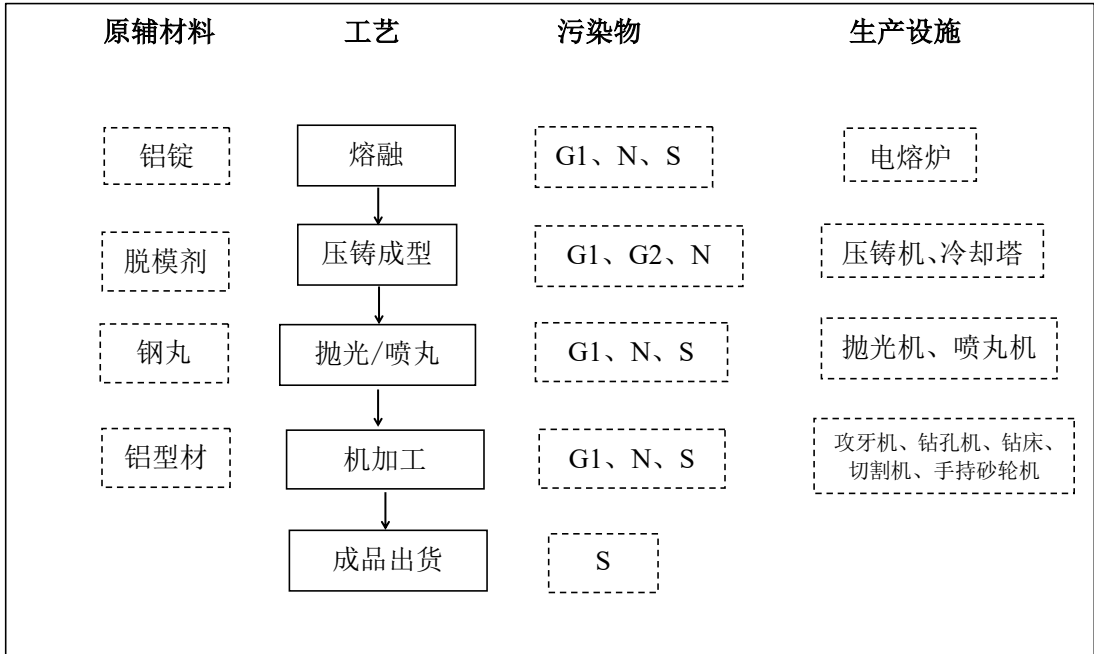 原辅材料 工艺 污染物 生产设施
铝锭 熔融 G1、N、S 电熔炉
脱模剂 压铸成型 G1、G2、N 压铸机、冷却塔
钢丸 抛光/喷丸 G1、N、S 抛光机、喷丸机
铝型材 机加工 G1、N、S 攻牙机、钻孔机、钻床、
切割机、手持砂轮机
成品出货 S